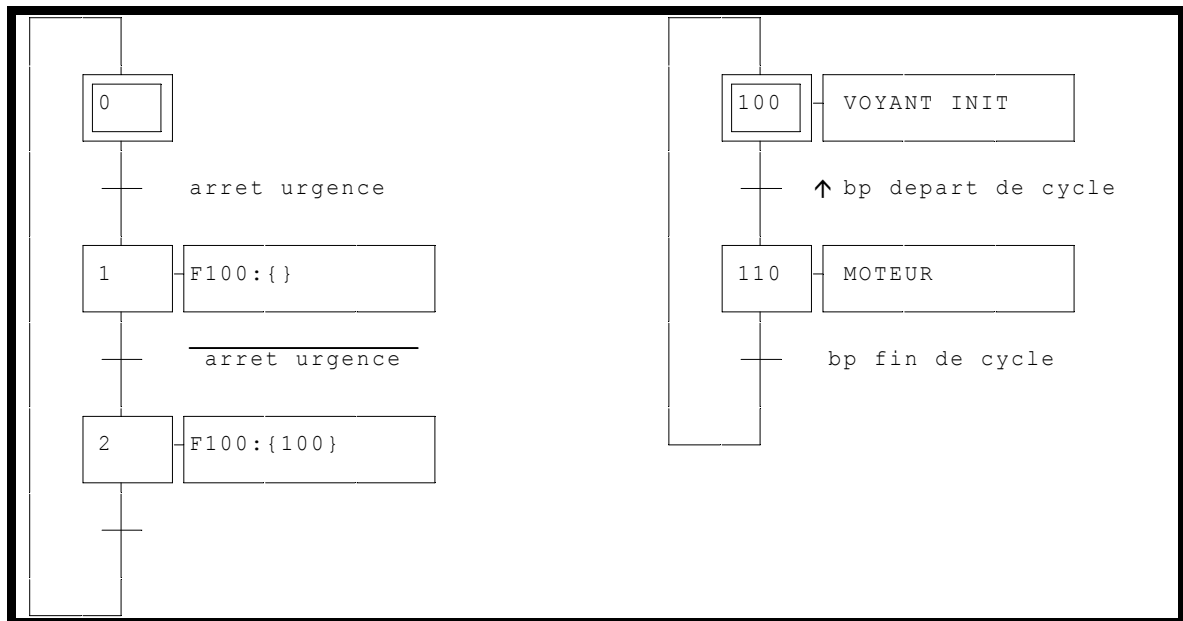 0
arret urgence
1 F100:{}
arret urgence
2 F100:{100}
100 VOYANT INIT
↑ bp depart de cycle
110 MOTEUR
bp fin de cycle